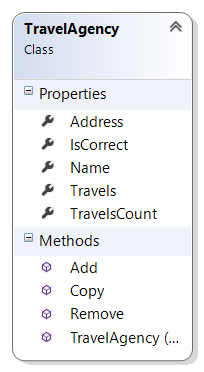 TravelAgency
Class
Properties
Address
IsCorrect
Name
Travels
TravelsCount
Methods
Add
Copy
Remove
TravelAgency (...